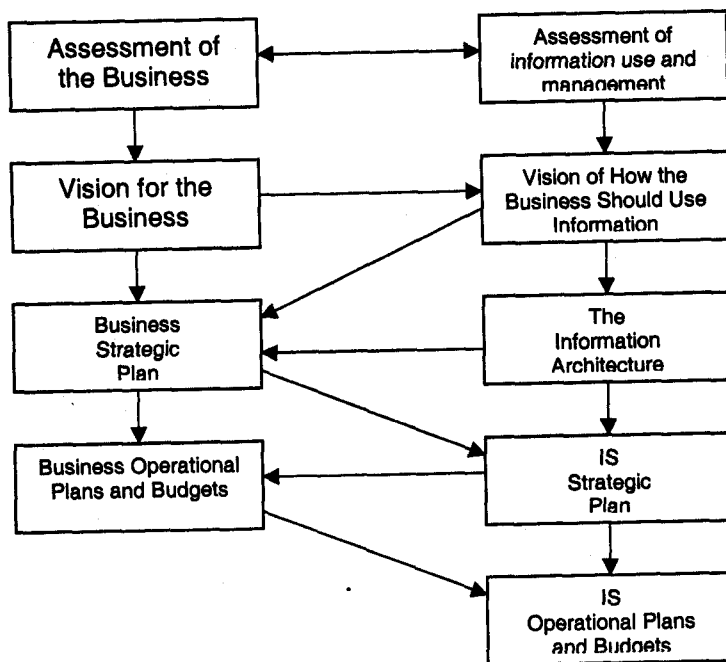 Assessment of
the Business
Assessment of
information use and
management
Vision for the
Business
Vision of How the
Business Should Use
Information
Business
Strategic
Plan
The
Information
Architecture
Business Operational
Plans and Budgets
IS
Strategic
Plan
IS
Operational Plans
and Budgets